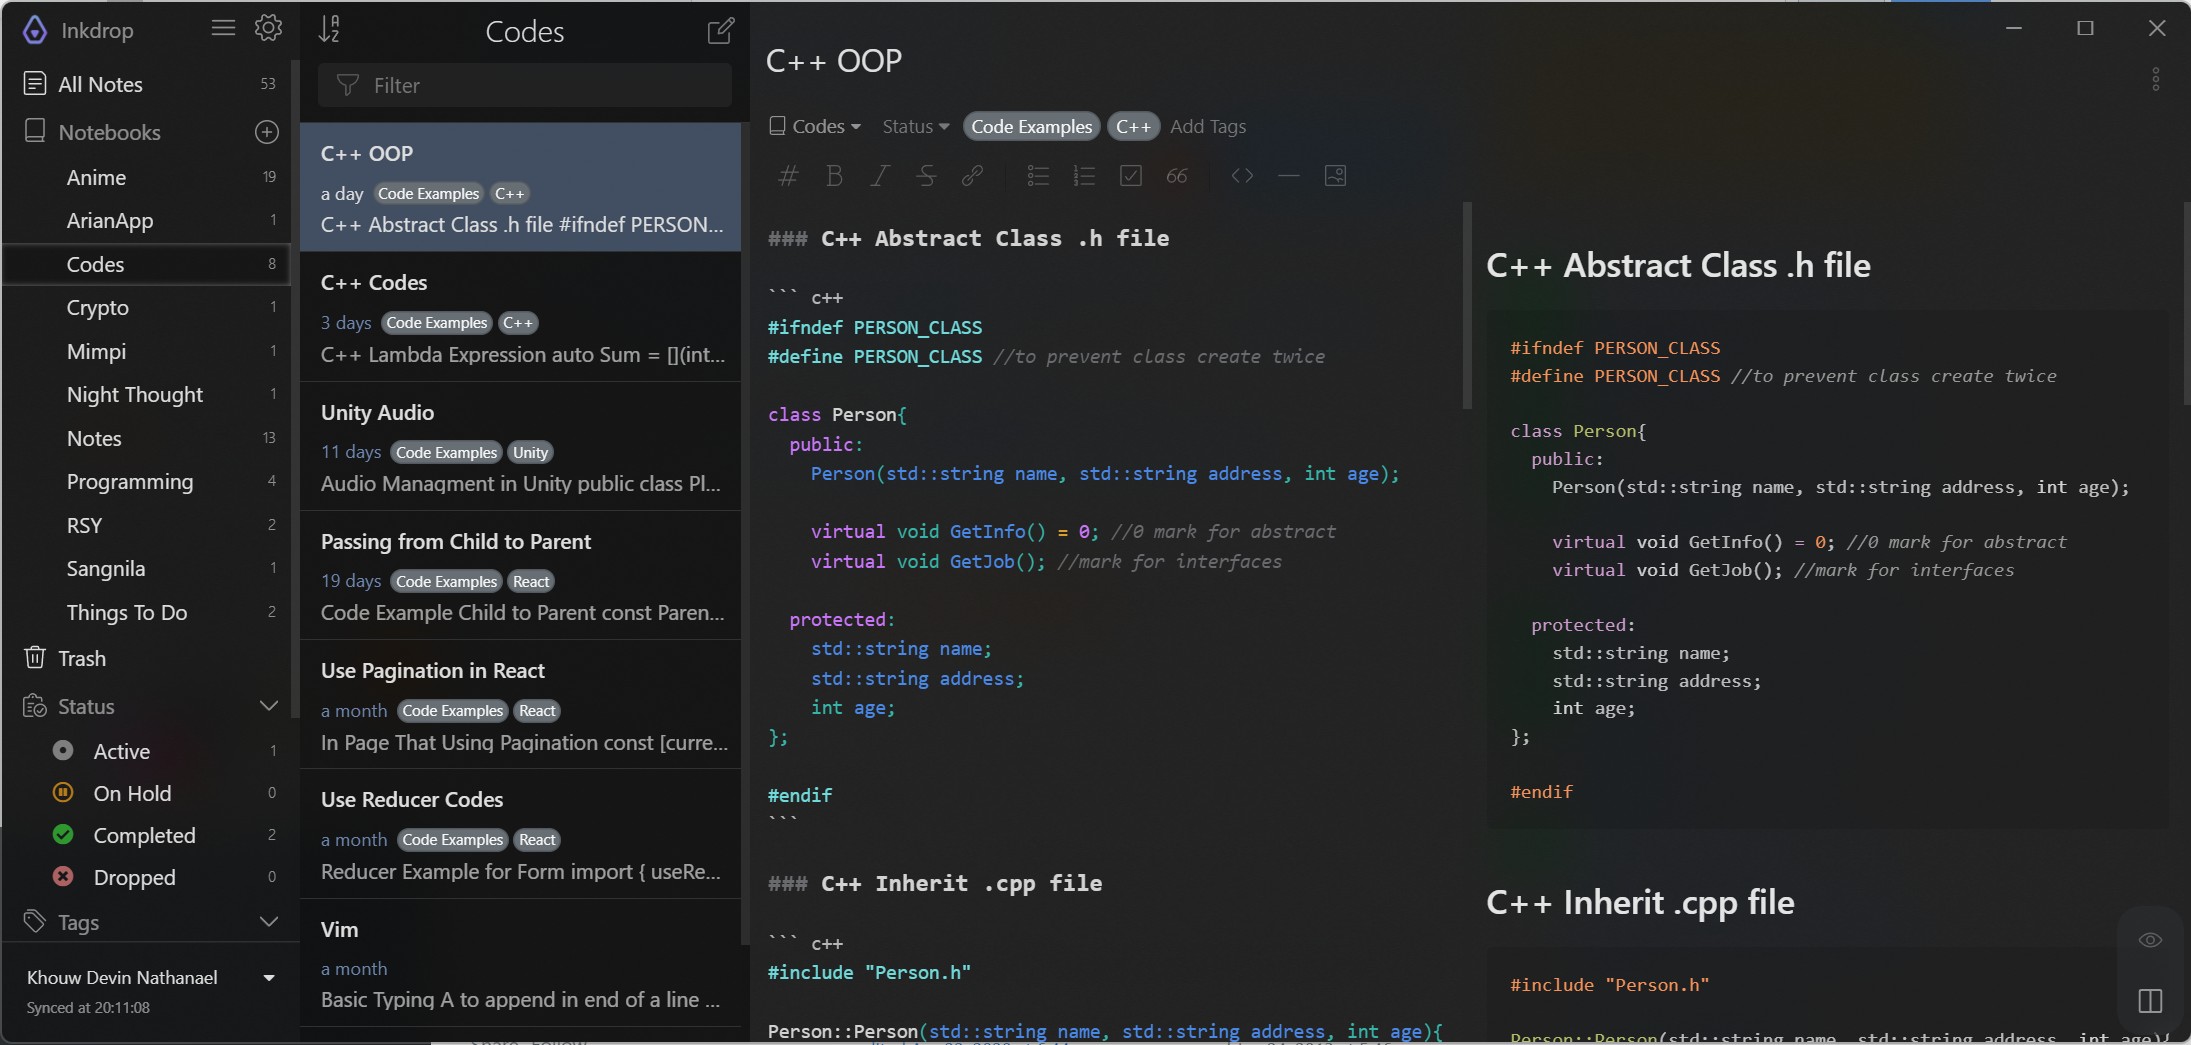 Inkdrop
All Notes 53
Notebooks
Anime 19
ArianApp 1
Codes 8
Crypto 1
Mimpi 1
Night Thought 1
Notes 13
Programming 4
RSY 2
Sangnila 1
Things To Do 2
Trash
Status
Active 1
On Hold 0
Completed 2
Dropped 0
Tags
Khouw Devin Nathanael
Synced at 20:11:08
Codes
Filter
C++ OOP
a day Code Examples C++
C++ Abstract Class .h file #ifndef PERSON...
C++ Codes
3 days Code Examples C++
C++ Lambda Expression auto Sum = [](int...
Unity Audio
11 days Code Examples Unity
Audio Managment in Unity public class Pl...
Passing from Child to Parent
19 days Code Examples React
Code Example Child to Parent const Paren...
Use Pagination in React
a month Code Examples React
In Page That Using Pagination const [curre...
Use Reducer Codes
a month Code Examples React
Reducer Example for Form import { useRe...
Vim
a month
Basic Typing A to append in end of a line ...
C++ OOP
Codes Status Code Examples C++ Add Tags
### C++ Abstract Class .h file
``` c++
#ifndef PERSON_CLASS
#define PERSON_CLASS //to prevent class create twice
class Person{
public:
Person(std::string name, std::string address, int age);
virtual void GetInfo() = 0; //0 mark for abstract
virtual void GetJob(); //mark for interfaces
protected:
std::string name;
std::string address;
int age;
};
#endif
```
### C++ Inherit .cpp file
``` c++
#include "Person.h"
Person::Person(std::string name, std::string address, int age){
C++ Abstract Class .h file
#ifndef PERSON_CLASS
#define PERSON_CLASS //to prevent class create twice
class Person{
public:
Person(std::string name, std::string address, int age);
virtual void GetInfo() = 0; //0 mark for abstract
virtual void GetJob(); //mark for interfaces
protected:
std::string name;
std::string address;
int age;
};
#endif
C++ Inherit .cpp file
#include "Person.h"
Person::Person(std::string name, std::string address, int age){